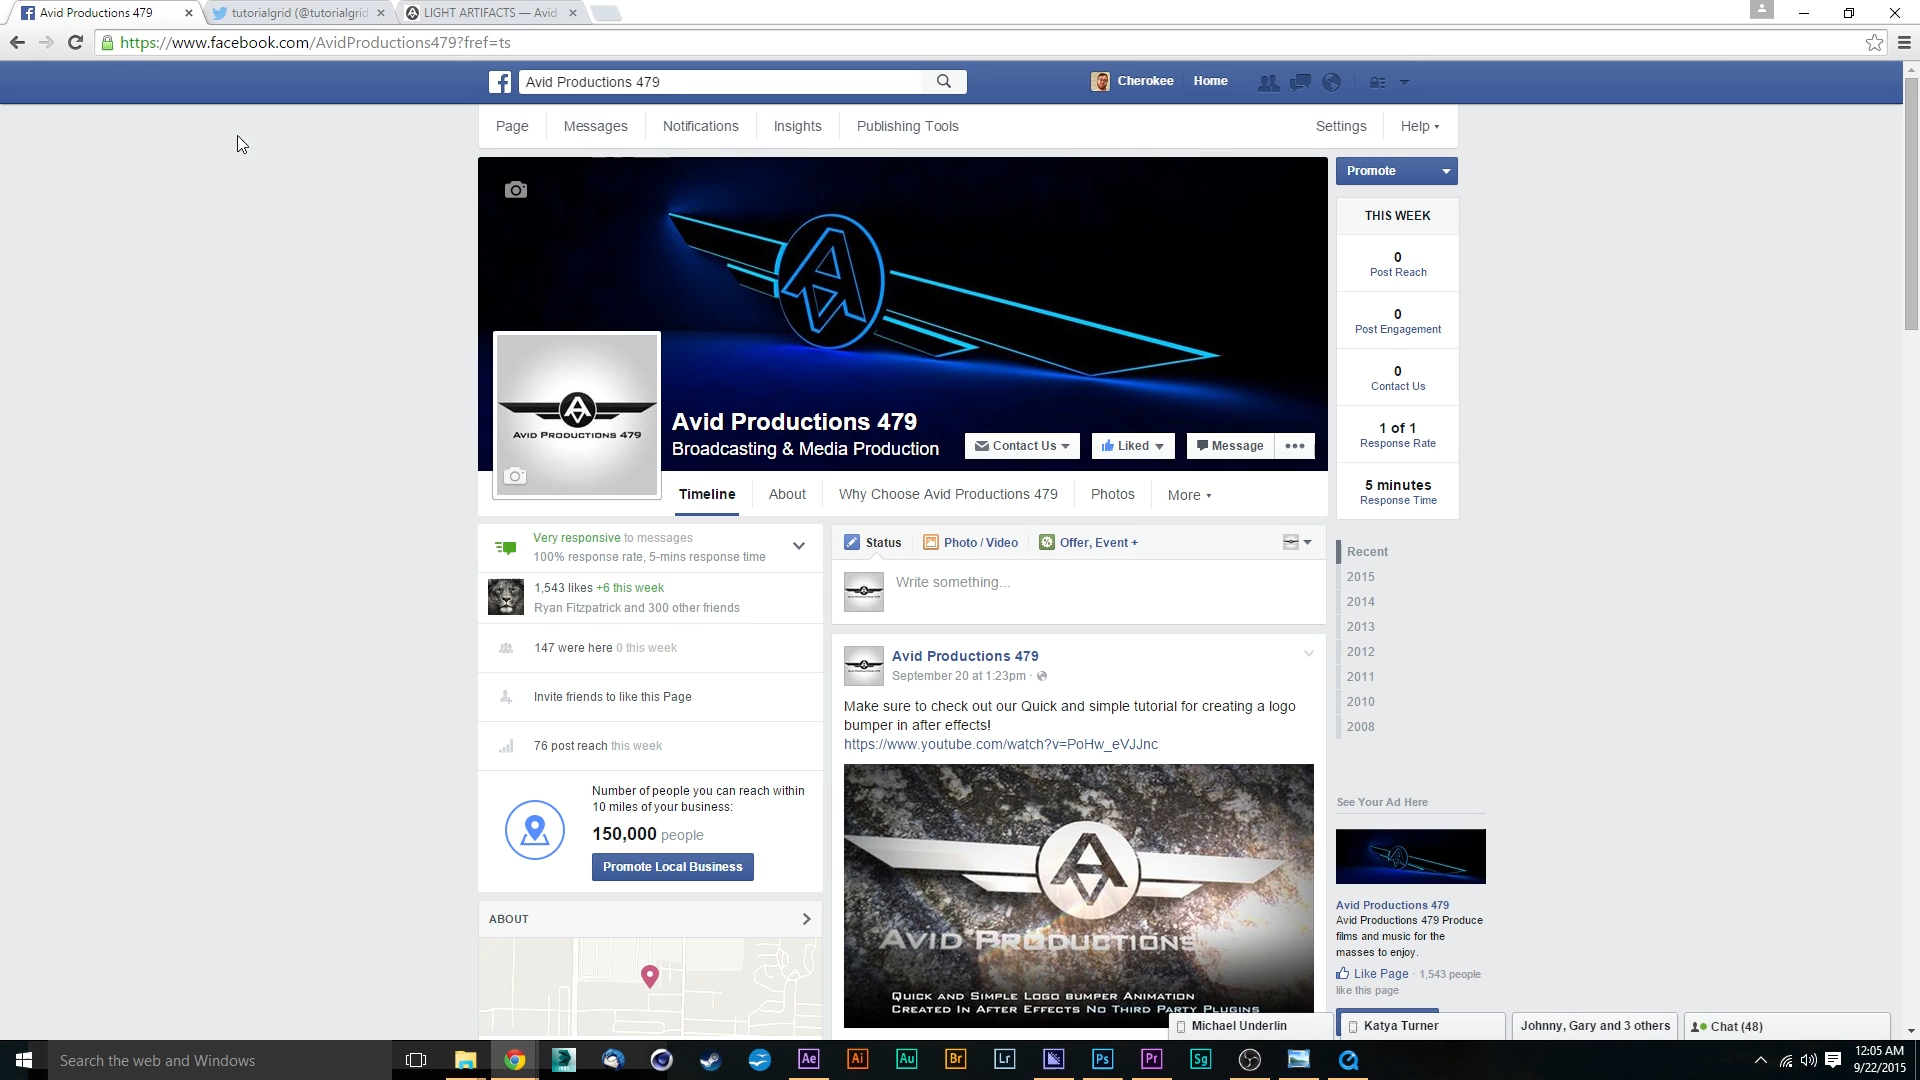 Avid Productions 479
tutorialgrid (@tutorialgrid
LIGHT ARTIFACTS — Avid
https://www.facebook.com/AvidProductions479?fref=ts
Avid Productions 479
Cherokee
Home
Page
Messages
Notifications
Insights
Publishing Tools
Settings
Help
Promote
THIS WEEK
0
Post Reach
0
Post Engagement
0
Contact Us
1 of 1
Response Rate
5 minutes
Response Time
AVID PRODUCTIONS 479
Avid Productions 479
Broadcasting & Media Production
Contact Us
Liked
Message
Timeline
About
Why Choose Avid Productions 479
Photos
More
Very responsive to messages
100% response rate, 5-mins response time
1,543 likes +6 this week
Ryan Fitzpatrick and 300 other friends
147 were here 0 this week
Invite friends to like this Page
76 post reach this week
Number of people you can reach within
10 miles of your business:
150,000 people
Promote Local Business
ABOUT
Status
Photo / Video
Offer, Event +
Write something...
Avid Productions 479
September 20 at 1:23pm ·
Make sure to check out our Quick and simple tutorial for creating a logo
bumper in after effects!
https://www.youtube.com/watch?v=PoHw_eVJJnc
AVID PRODUCTIONS
QUICK AND SIMPLE LOGO BUMPER ANIMATION
CREATED IN AFTER EFFECTS NO THIRD PARTY PLUGINS
Recent
2015
2014
2013
2012
2011
2010
2008
See Your Ad Here
Avid Productions 479
Avid Productions 479 Produce
films and music for the
masses to enjoy.
Like Page · 1,543 people
like this page
Michael Underlin
Katya Turner
Johnny, Gary and 3 others
Chat (48)
Search the web and Windows
Ae
Ai
Au
Br
Lr
Ps
Pr
Sg
12:05 AM
9/22/2015